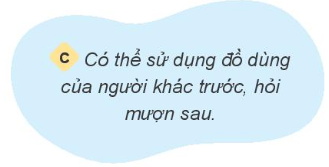 C Có thể sử dụng đồ dùng
của người khác trước, hỏi
mượn sau.